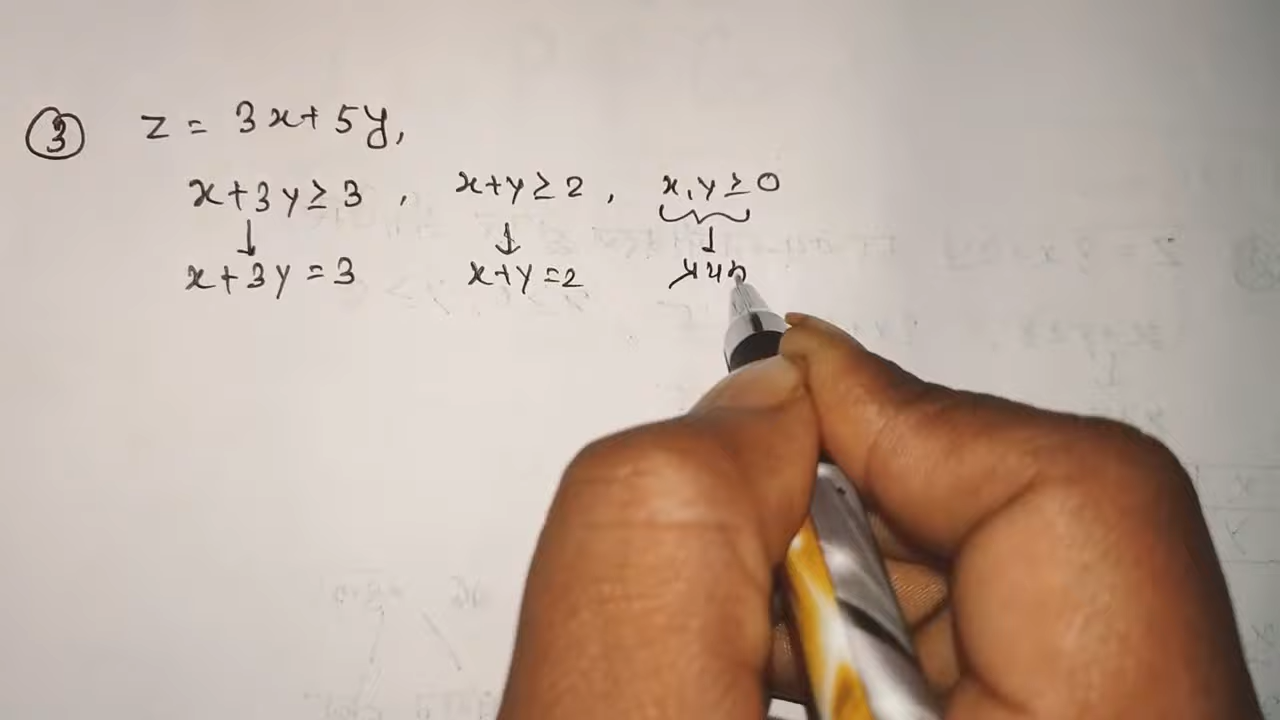 ③ z = 3x + 5y,
x + 3y ≥ 3 , x + y ≥ 2 , x, y ≥ 0
↓ ↓ ↓
x + 3y = 3 x + y = 2